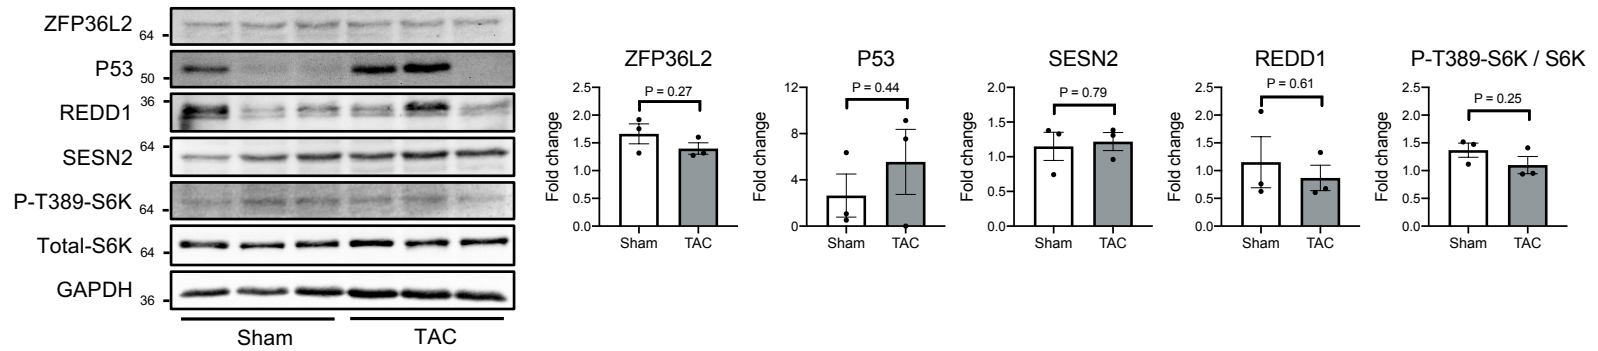 ZFP36L2
64
P53
50
REDD1
36
SESN2
64
P-T389-S6K
64
Total-S6K
64
GAPDH
36
Sham TAC
ZFP36L2
Fold change
2.5
2.0
1.5
1.0
0.5
0.0
P = 0.27
Sham TAC
P53
Fold change
12
8
4
0
P = 0.44
Sham TAC
SESN2
Fold change
2.0
1.5
1.0
0.5
0.0
P = 0.79
Sham TAC
REDD1
Fold change
2.5
2.0
1.5
1.0
0.5
0.0
P = 0.61
Sham TAC
P-T389-S6K / S6K
Fold change
2.5
2.0
1.5
1.0
0.5
0.0
P = 0.25
Sham TAC